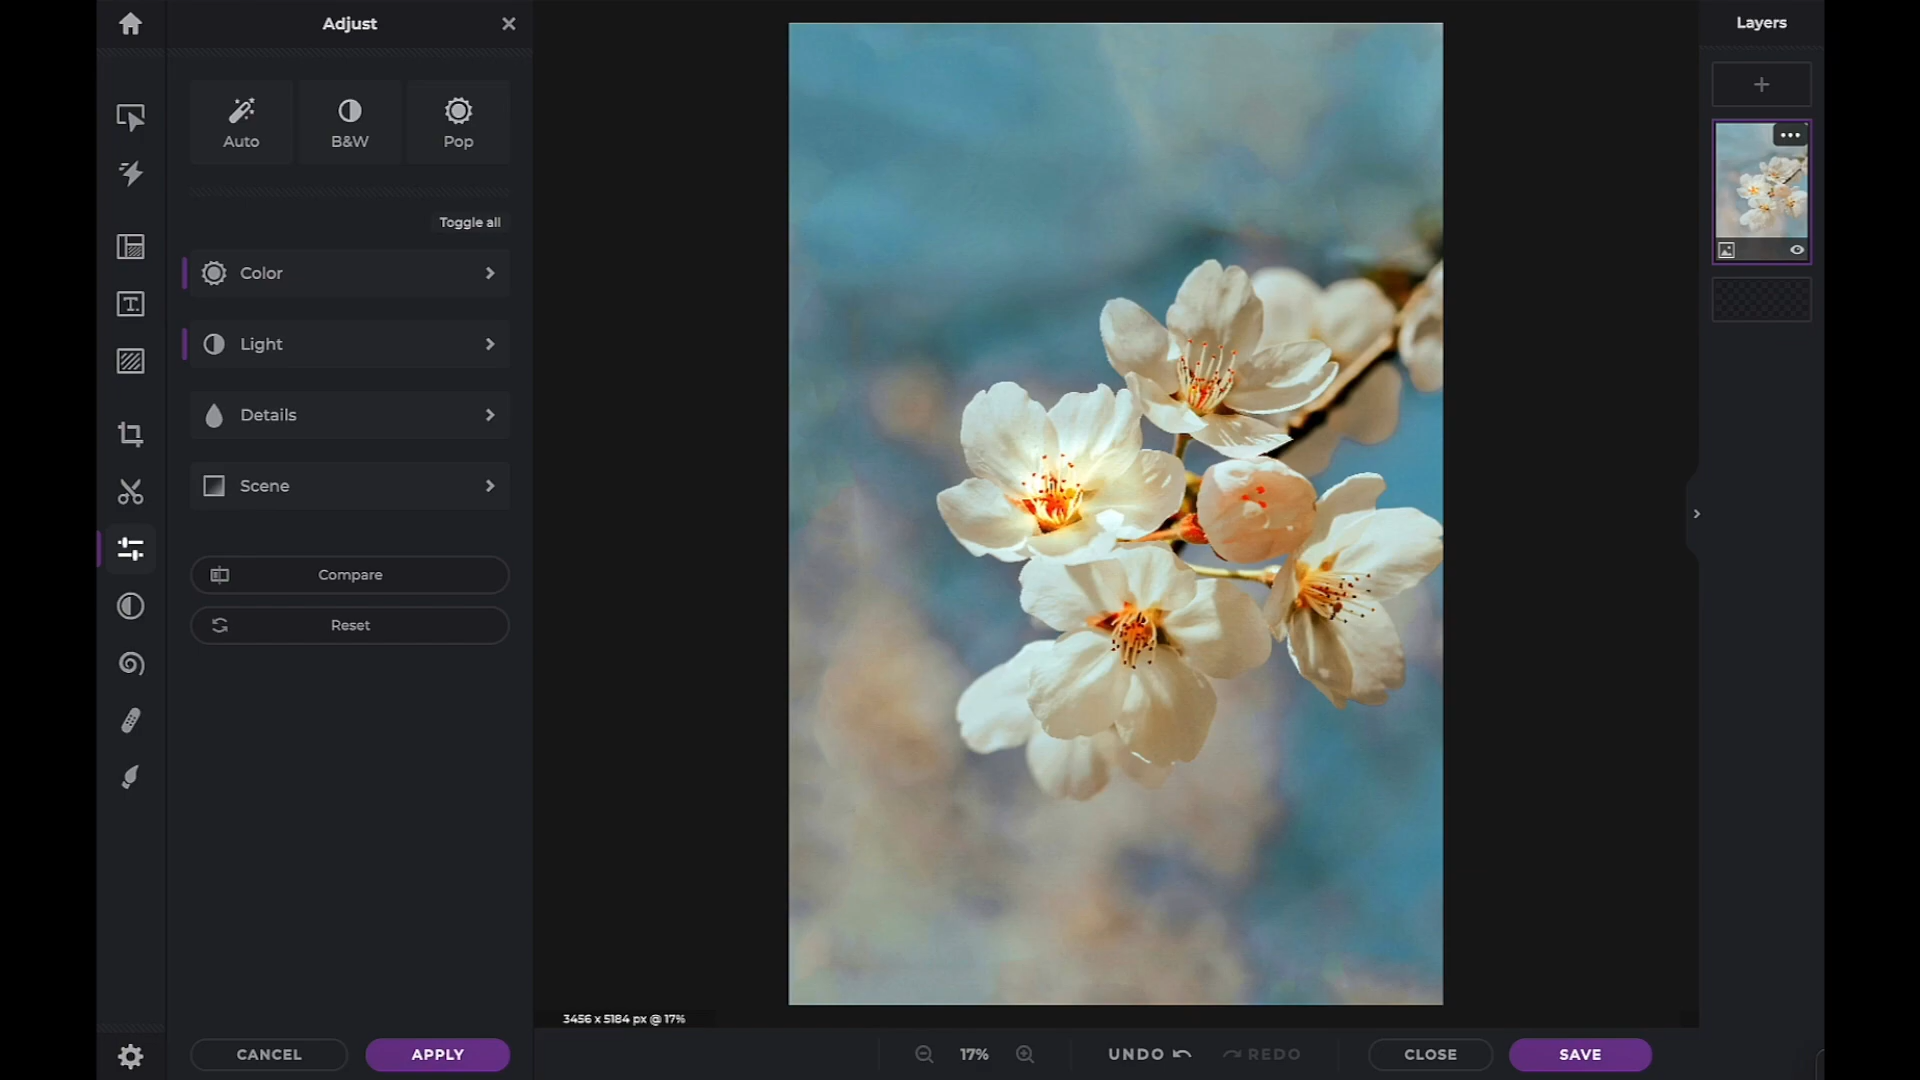 Adjust
Auto
B&W
Pop
Toggle all
Color
Light
Details
Scene
Compare
Reset
CANCEL
APPLY
3456 x 5184 px @ 17%
17%
UNDO
REDO
CLOSE
SAVE
Layers